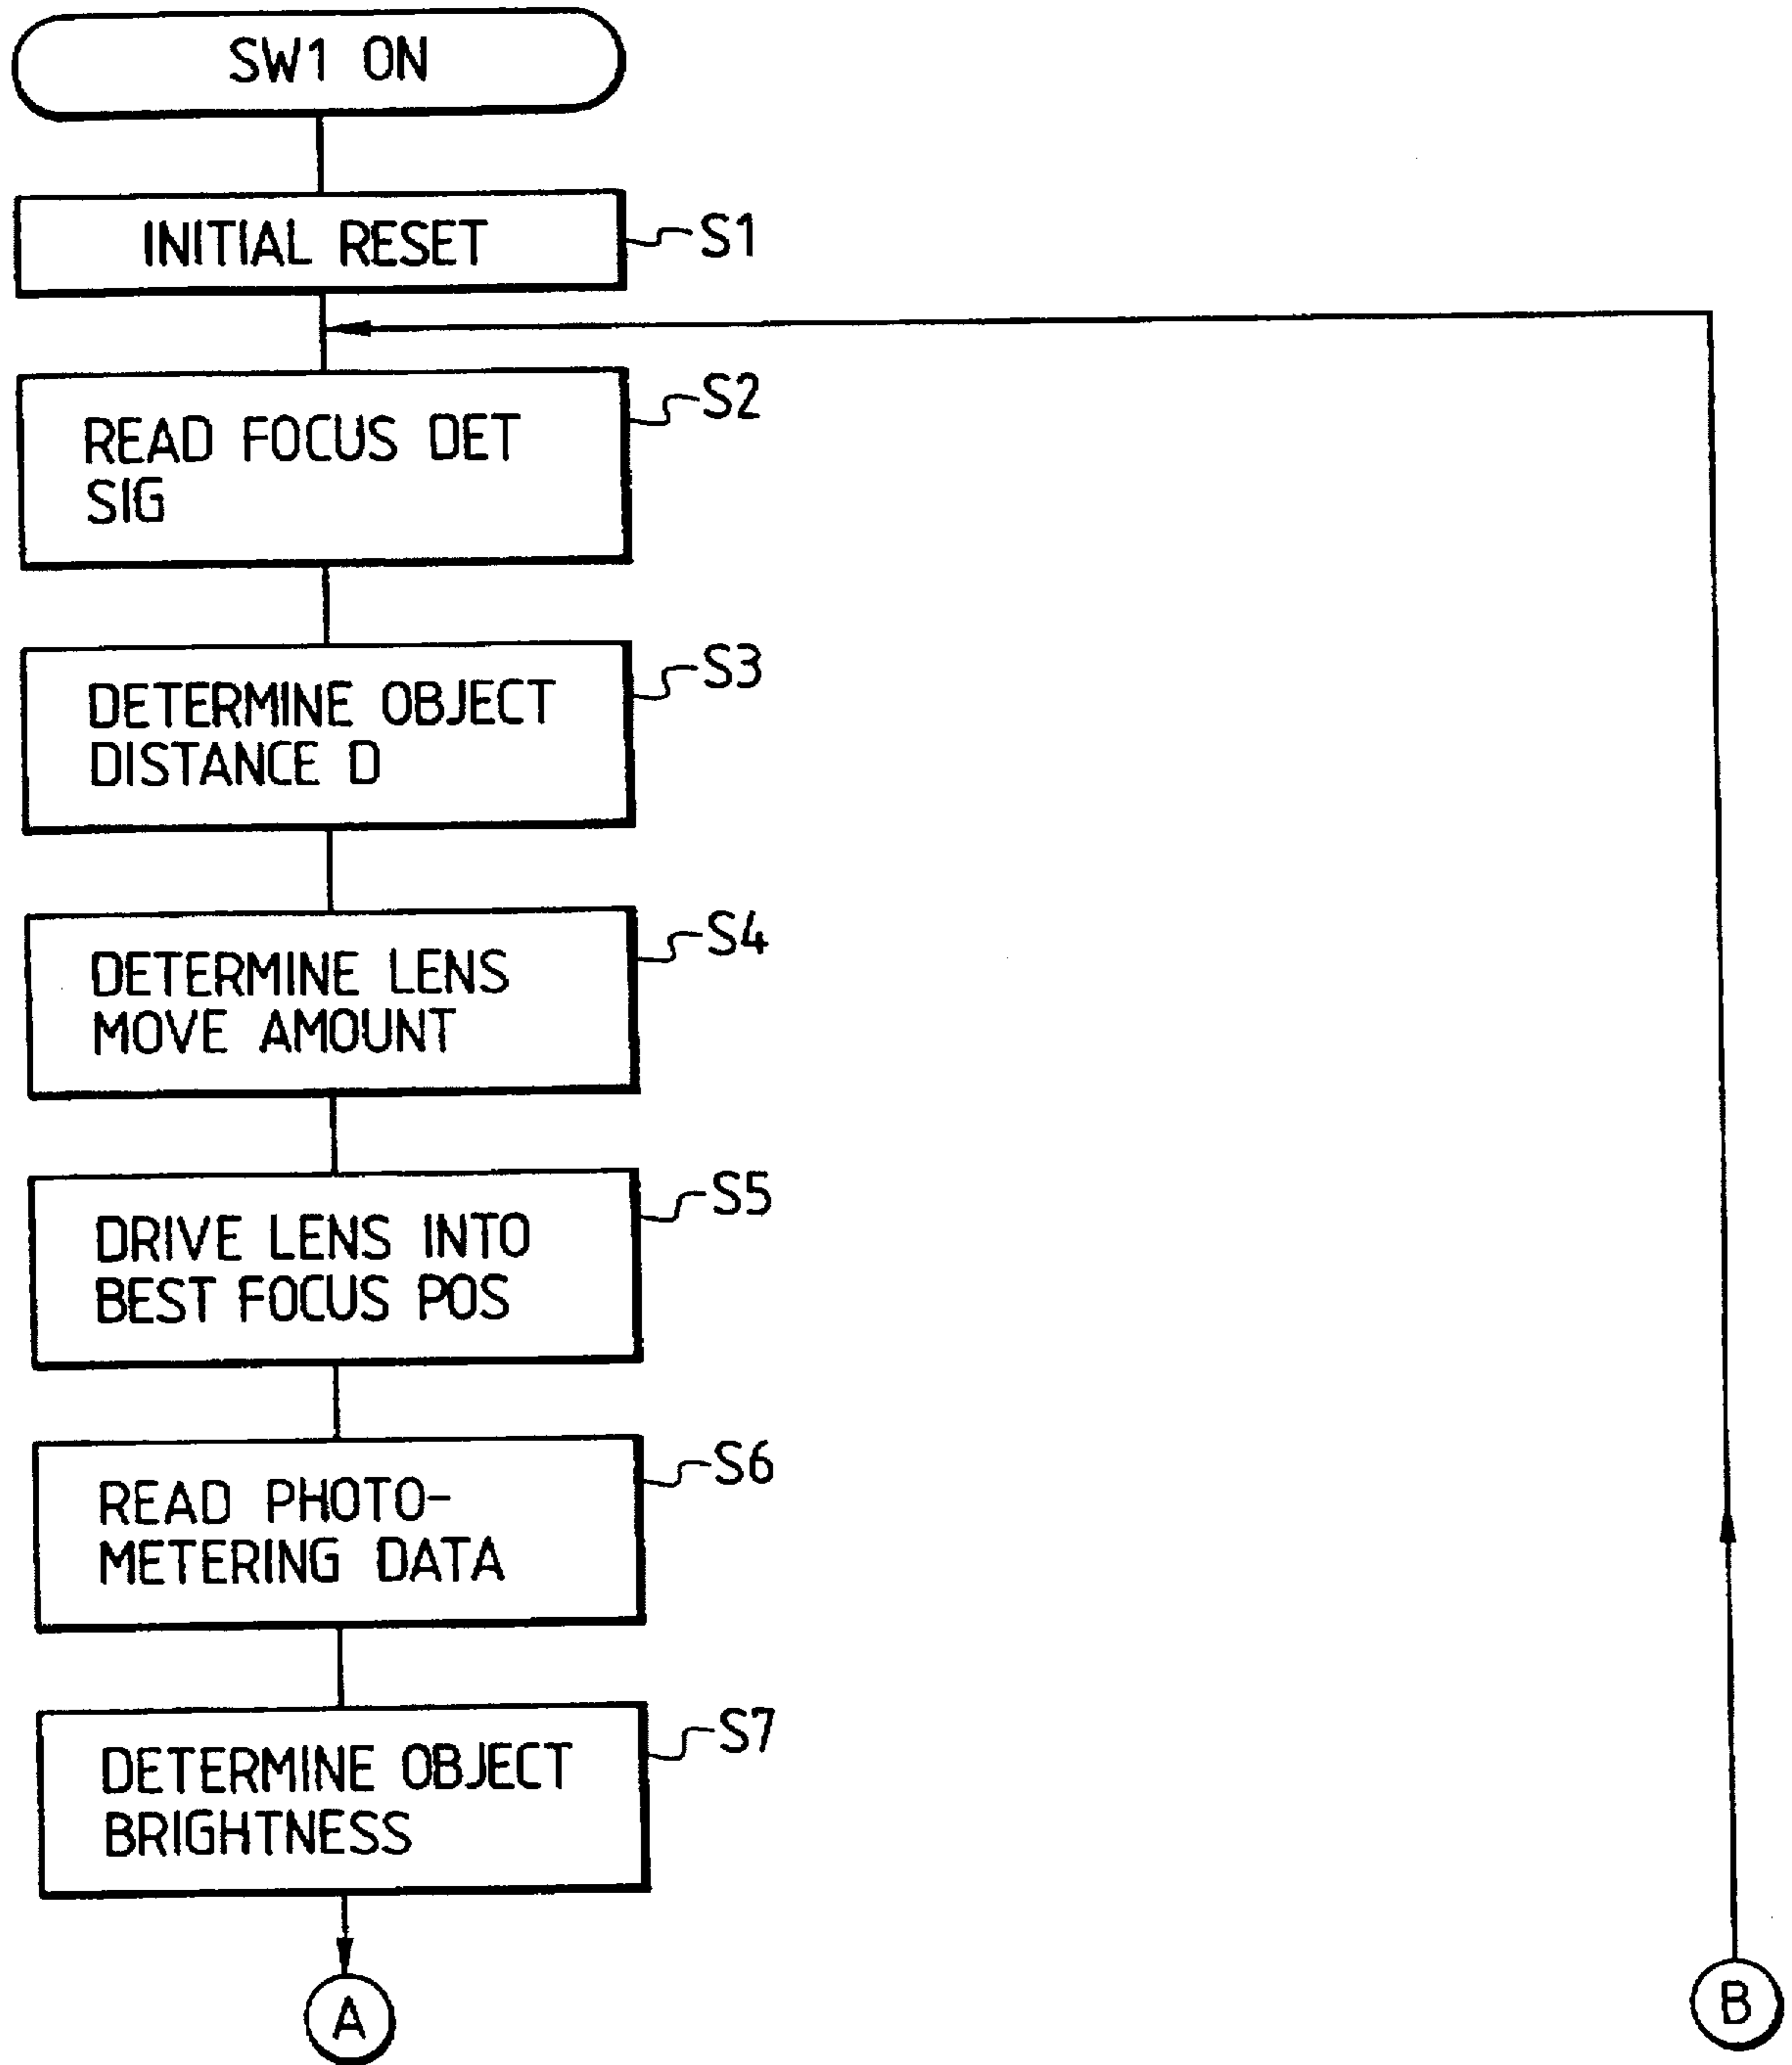 SW1 ON
INITIAL RESET
S1
READ FOCUS DET
SIG
S2
DETERMINE OBJECT
DISTANCE D
S3
DETERMINE LENS
MOVE AMOUNT
S4
DRIVE LENS INTO
BEST FOCUS POS
S5
READ PHOTO-
METERING DATA
S6
DETERMINE OBJECT
BRIGHTNESS
S7
A
B